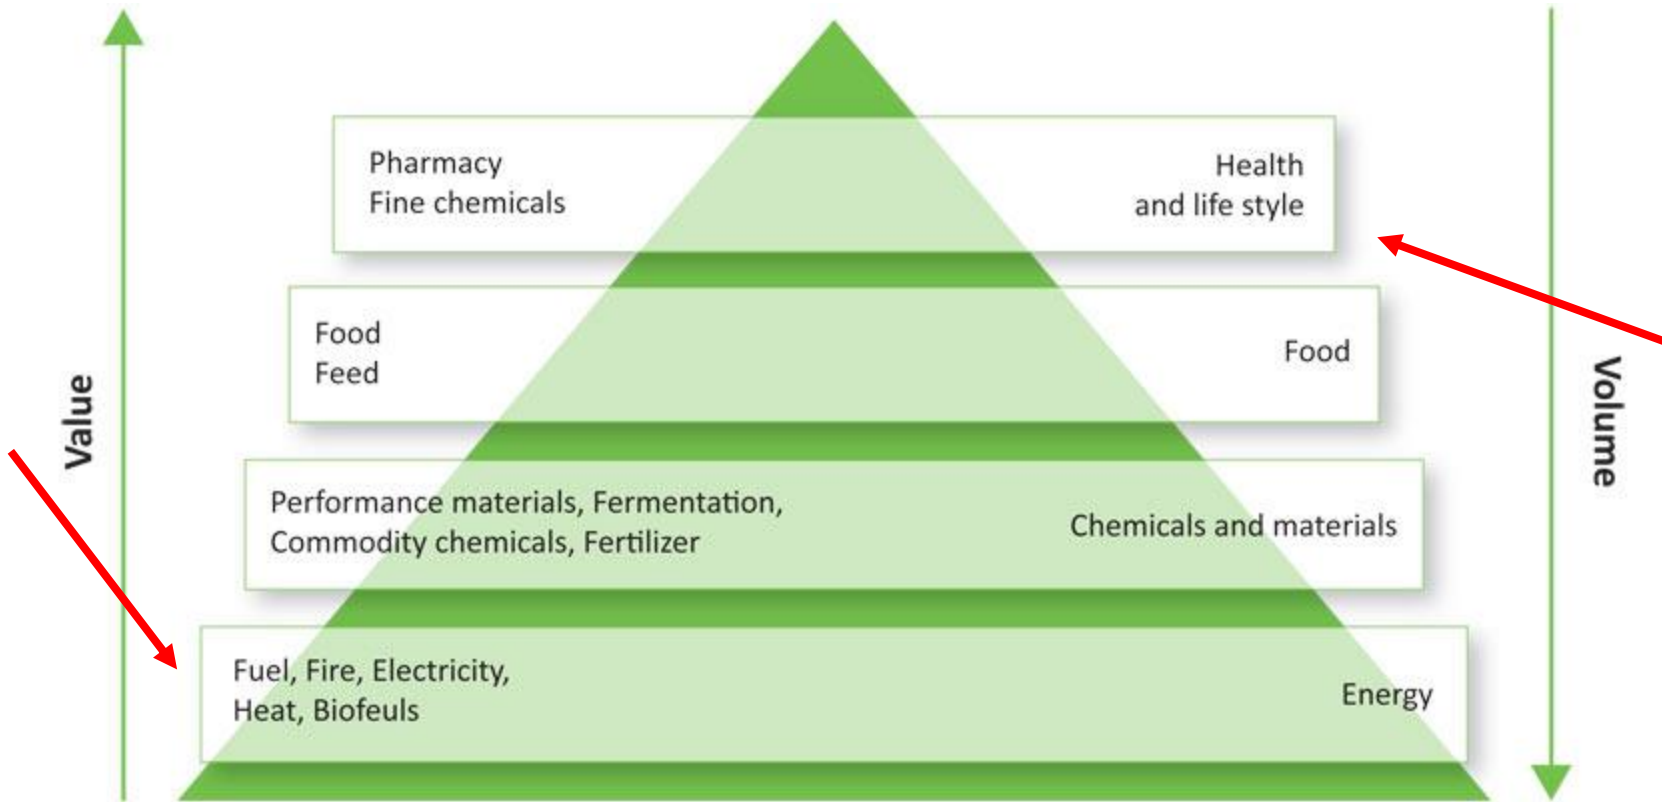 Pharmacy
Fine chemicals
Health
and life style
Food
Feed
Food
Value
Volume
Performance materials, Fermentation,
Commodity chemicals, Fertilizer
Chemicals and materials
Fuel, Fire, Electricity,
Heat, Biofeuls
Energy